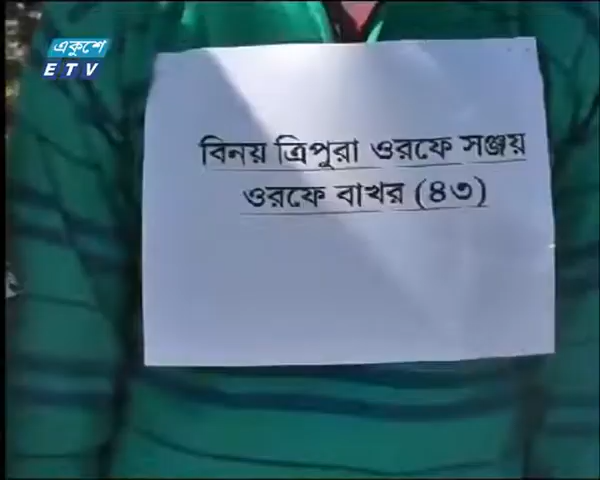 একুশে
ETV
বিনয় ত্রিপুরা ওরফে সঞ্জয়
ওরফে বাখর (৪৩)